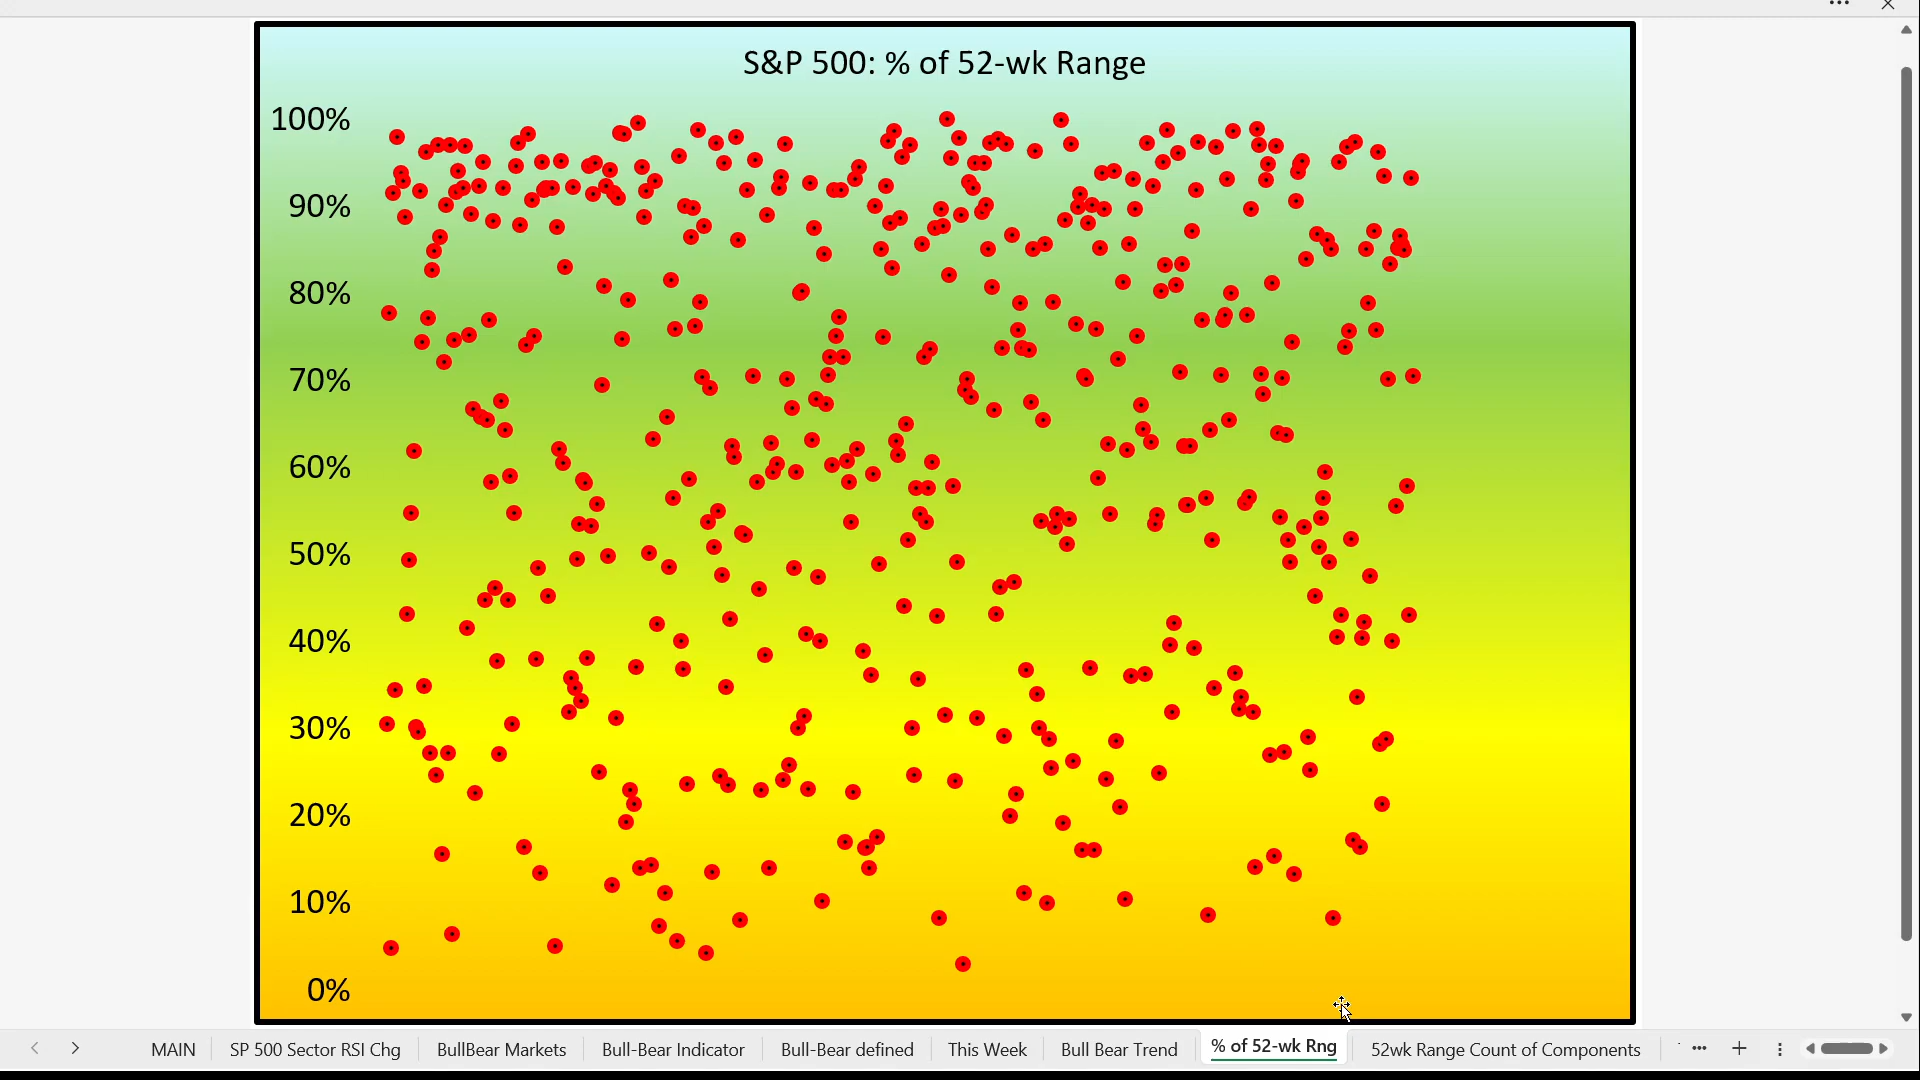 S&P 500: % of 52-wk Range
100%
90%
80%
70%
60%
50%
40%
30%
20%
10%
0%
MAIN
SP 500 Sector RSI Chg
BullBear Markets
Bull-Bear Indicator
Bull-Bear defined
This Week
Bull Bear Trend
% of 52-wk Rng
52wk Range Count of Components